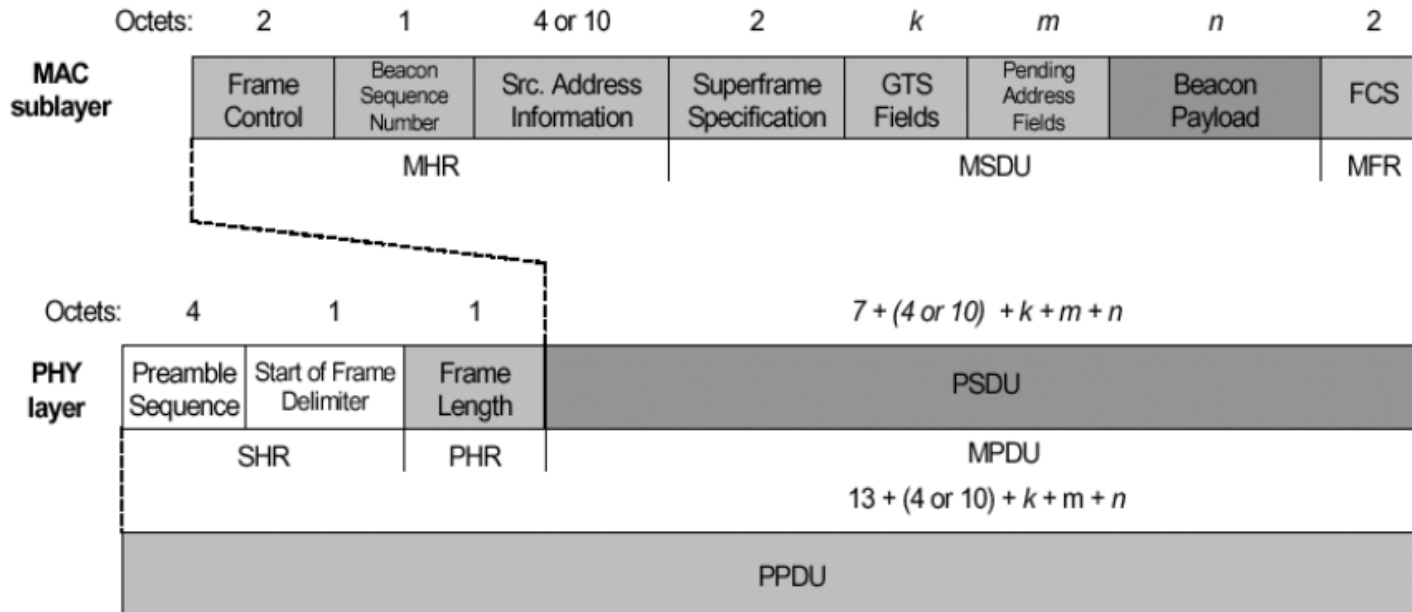 Octets: 2 1 4 or 10 2 k m n 2
MAC sublayer
Frame Control
Beacon Sequence Number
Src. Address Information
Superframe Specification
GTS Fields
Pending Address Fields
Beacon Payload
FCS
MHR MSDU MFR
Octets: 4 1 1 7 + (4 or 10) + k + m + n
PHY layer
Preamble Sequence
Start of Frame Delimiter
Frame Length
PSDU
SHR PHR MPDU
13 + (4 or 10) + k + m + n
PPDU